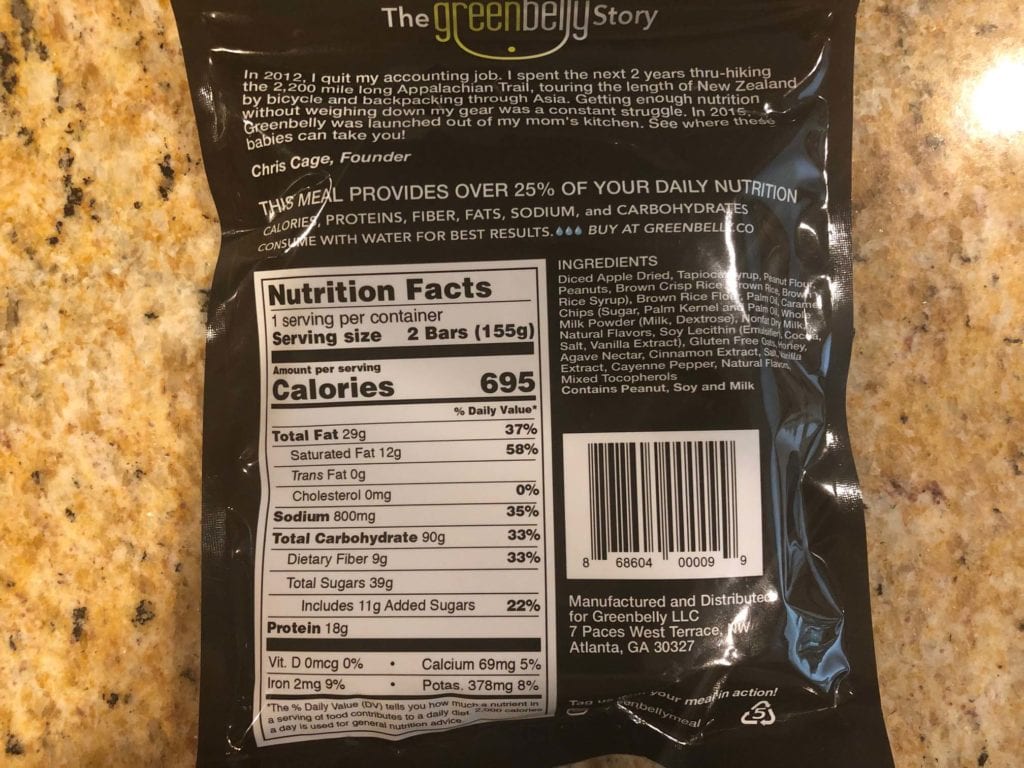 The greenbelly Story
In 2012, I quit my accounting job. I spent the next 2 years thru-hiking
the 2,200 mile long Appalachian Trail, touring the length of New Zealand
by bicycle and backpacking through Asia. Getting enough nutrition
without weighing down my gear was a constant struggle. In 2015,
Greenbelly was launched out of my mom's kitchen. See where these
babies can take you!
Chris Cage, Founder
THIS MEAL PROVIDES OVER 25% OF YOUR DAILY NUTRITION
CALORIES, PROTEINS, FIBER, FATS, SODIUM, and CARBOHYDRATES
CONSUME WITH WATER FOR BEST RESULTS. BUY AT GREENBELLY.CO
Nutrition Facts
1 serving per container
Serving size 2 Bars (155g)
Amount per serving
Calories 695
% Daily Value*
Total Fat 29g 37%
Saturated Fat 12g 58%
Trans Fat 0g
Cholesterol 0mg 0%
Sodium 800mg 35%
Total Carbohydrate 90g 33%
Dietary Fiber 9g 33%
Total Sugars 39g
Includes 11g Added Sugars 22%
Protein 18g
Vit. D 0mcg 0% • Calcium 69mg 5%
Iron 2mg 9% • Potas. 378mg 8%
*The % Daily Value (DV) tells you how much a nutrient in
a serving of food contributes to a daily diet. 2,000 calories
a day is used for general nutrition advice.
INGREDIENTS
Diced Apple Dried, Tapioca Syrup, Peanut Flour,
Peanuts, Brown Crisp Rice (Brown Rice, Brown
Rice Syrup), Brown Rice Flour, Palm Oil, Caramel
Chips (Sugar, Palm Kernel and Palm Oil, Whole
Milk Powder (Milk, Dextrose), Nonfat Dry Milk,
Natural Flavors, Soy Lecithin (Emulsifier), Cocoa,
Salt, Vanilla Extract), Gluten Free Oats, Honey,
Agave Nectar, Cinnamon Extract, Salt, Vanilla
Extract, Cayenne Pepper, Natural Flavors,
Mixed Tocopherols
Contains Peanut, Soy and Milk
8 68604 00009 9
Manufactured and Distributed
for Greenbelly LLC
7 Paces West Terrace, NW
Atlanta, GA 30327
Tag us your meal in action!
enbellymeal
5